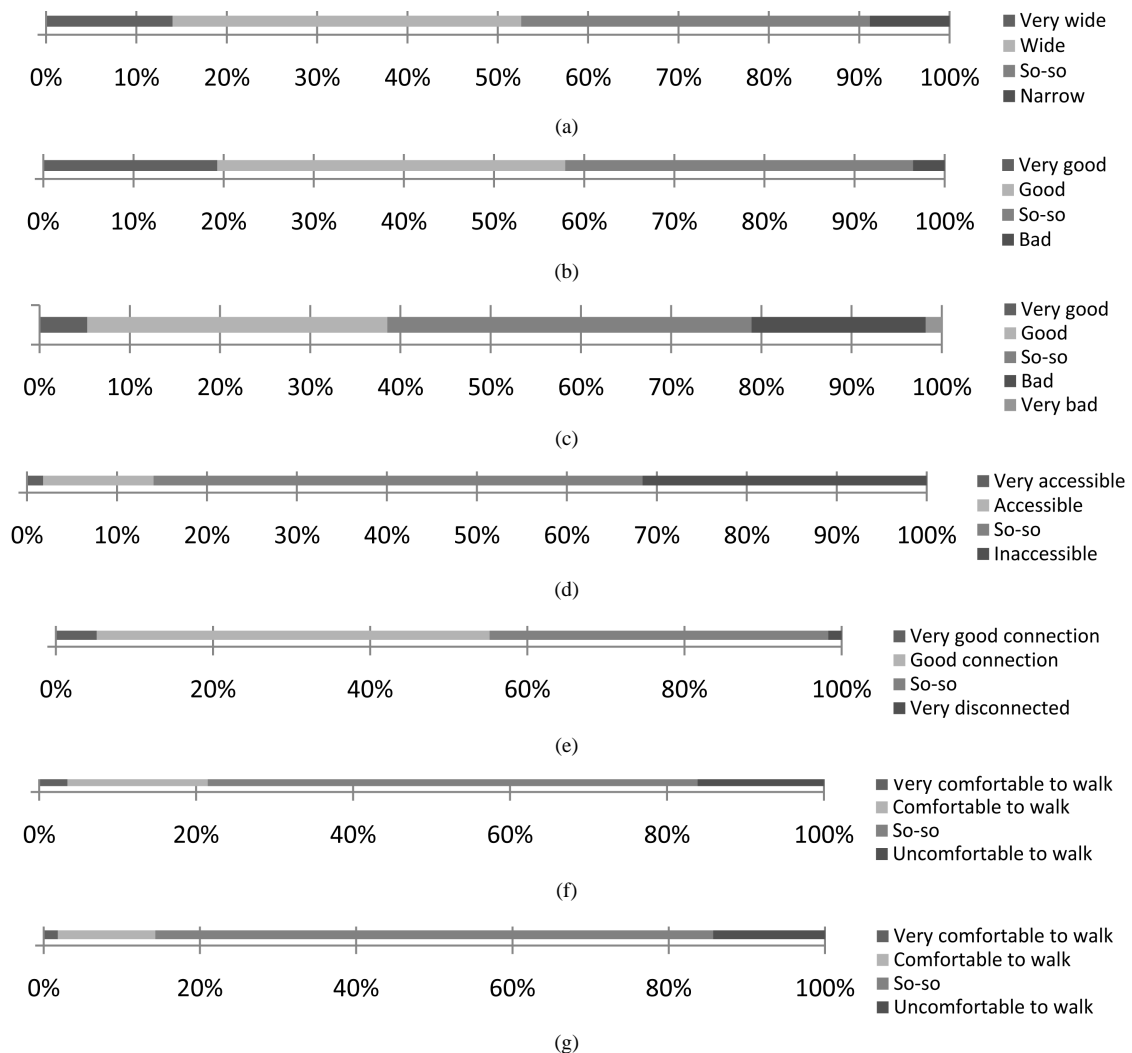 0% 10% 20% 30% 40% 50% 60% 70% 80% 90% 100%
Very wide
Wide
So-so
Narrow
(a)
0% 10% 20% 30% 40% 50% 60% 70% 80% 90% 100%
Very good
Good
So-so
Bad
(b)
0% 10% 20% 30% 40% 50% 60% 70% 80% 90% 100%
Very good
Good
So-so
Bad
Very bad
(c)
0% 10% 20% 30% 40% 50% 60% 70% 80% 90% 100%
Very accessible
Accessible
So-so
Inaccessible
(d)
0% 20% 40% 60% 80% 100%
Very good connection
Good connection
So-so
Very disconnected
(e)
0% 20% 40% 60% 80% 100%
Very comfortable to walk
Comfortable to walk
So-so
Uncomfortable to walk
(f)
0% 20% 40% 60% 80% 100%
Very comfortable to walk
Comfortable to walk
So-so
Uncomfortable to walk
(g)